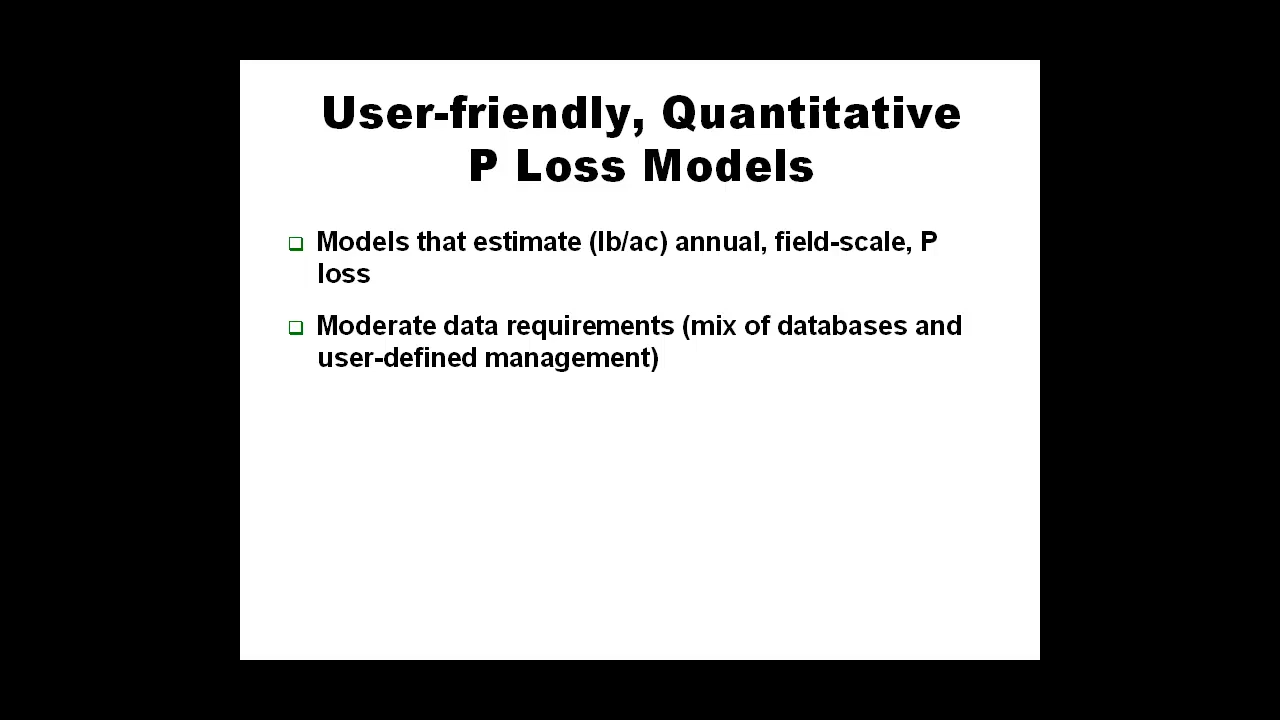 User-friendly, Quantitative
P Loss Models
Models that estimate (lb/ac) annual, field-scale, P
loss
Moderate data requirements (mix of databases and
user-defined management)